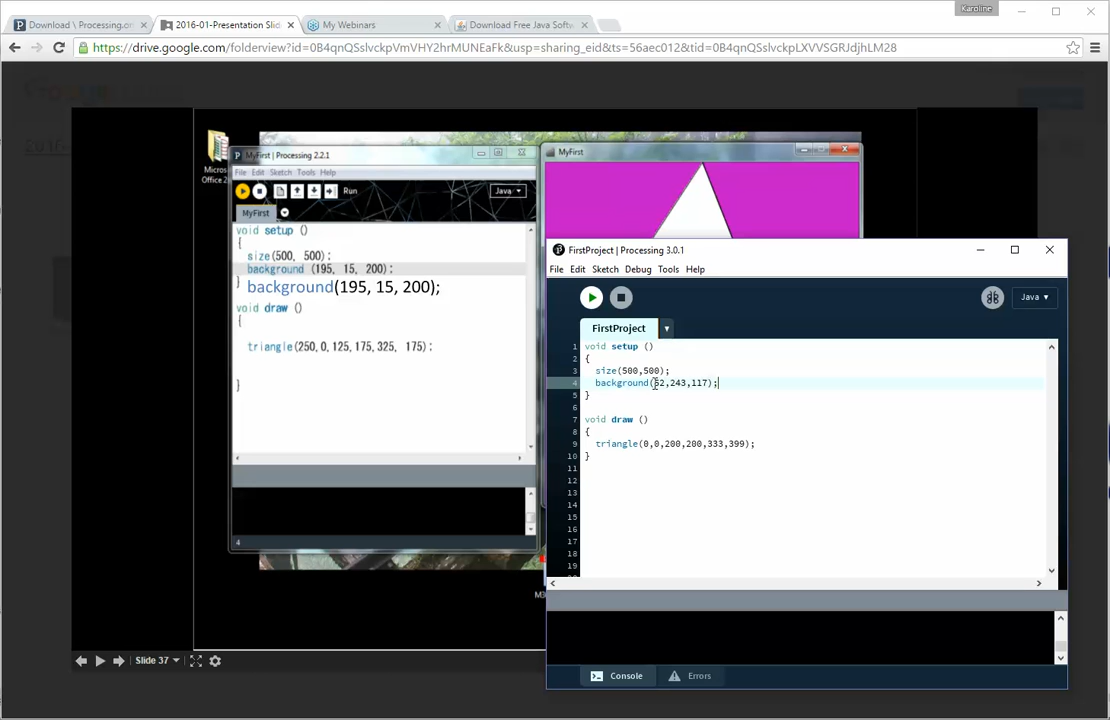 Karoline
Download \ Processing.or
2016-01-Presentation Slid
My Webinars
Download Free Java Softw
https://drive.google.com/folderview?id=0B4qnQSslvckpVmVHY2hrMUNEaFk&usp=sharing_eid&ts=56aec012&tid=0B4qnQSslvckpLXVVSGRJdjhLM28
Micros
Office 2
MyFirst | Processing 2.2.1
File Edit Sketch Tools Help
Run
Java
MyFirst
void setup ()
{
size(500, 500);
background (195, 15, 200);
}
background(195, 15, 200);
void draw ()
{
triangle(250,0,125,175,325, 175);
}
4
MyFirst
FirstProject | Processing 3.0.1
File Edit Sketch Debug Tools Help
Java
FirstProject
1 void setup ()
2 {
3 size(500,500);
4 background(62,243,117);
5 }
6
7 void draw ()
8 {
9 triangle(0,0,200,200,333,399);
10 }
11
12
13
14
15
16
17
18
19
Console
Errors
Slide 37